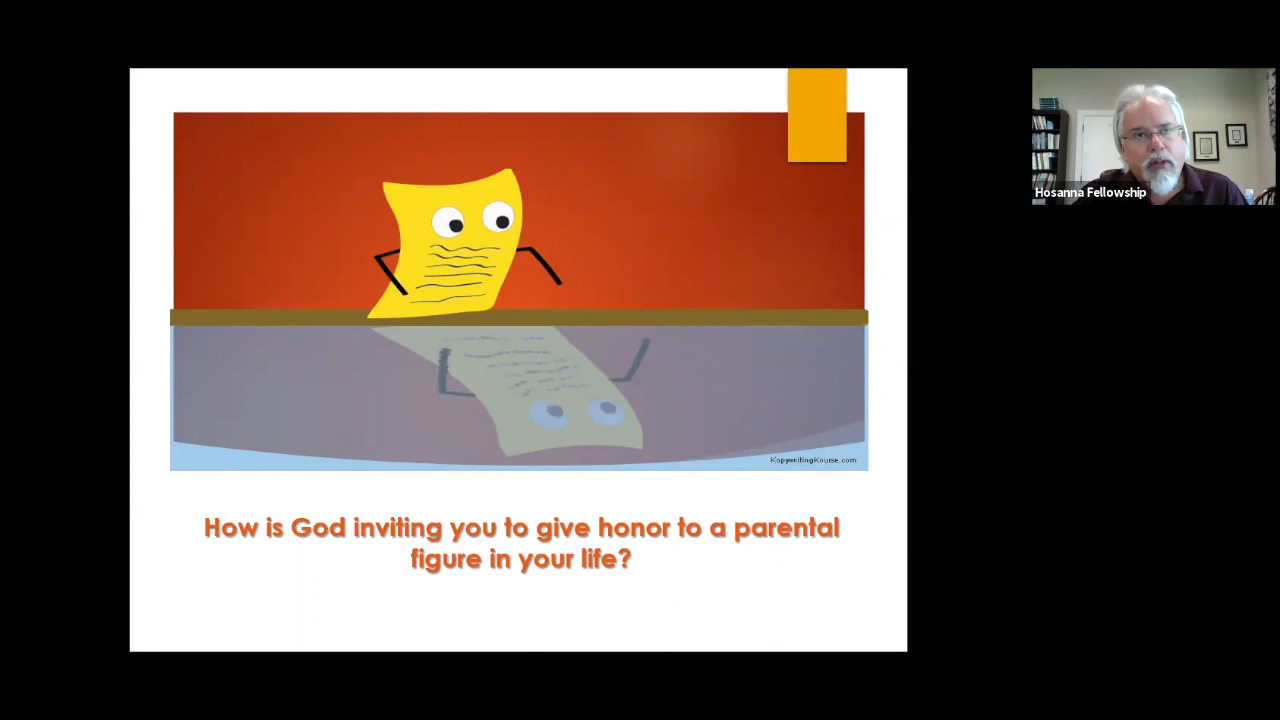 Hosanna Fellowship
KopywritingKourse.com
How is God inviting you to give honor to a parental
figure in your life?